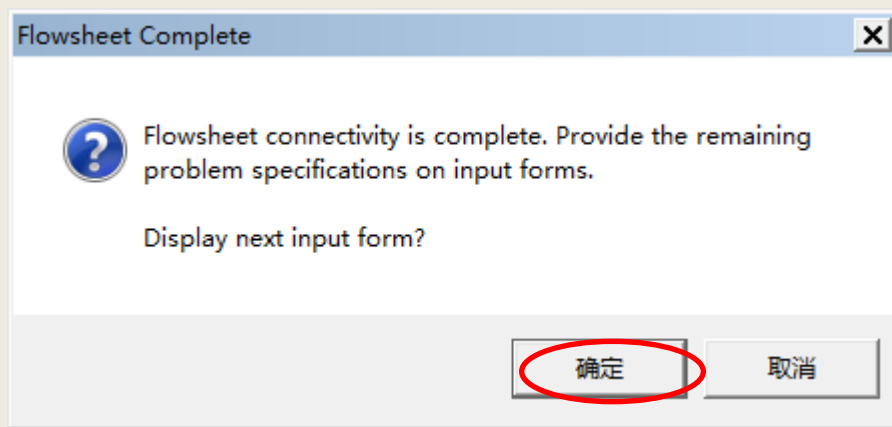 Flowsheet Complete
Flowsheet connectivity is complete. Provide the remaining
problem specifications on input forms.
Display next input form?
确定 取消